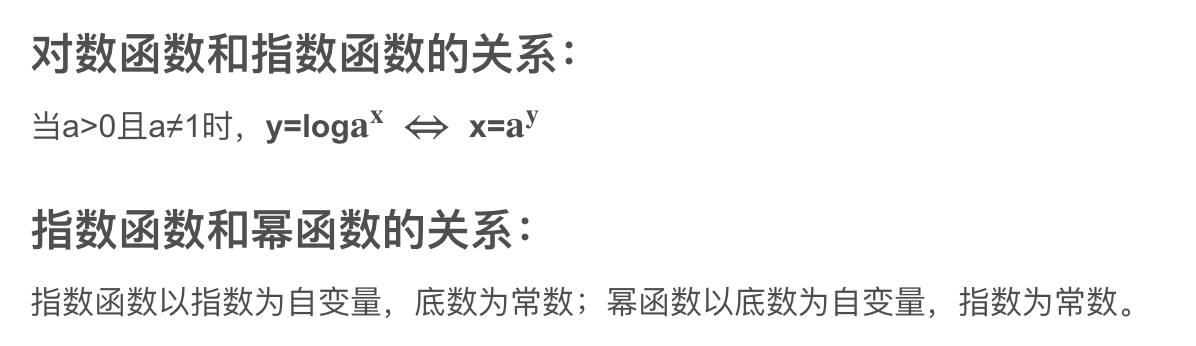 对数函数和指数函数的关系：
当a>0且a≠1时，y=logaˣ ⇔ x=aʸ
指数函数和幂函数的关系：
指数函数以指数为自变量，底数为常数；幂函数以底数为自变量，指数为常数。